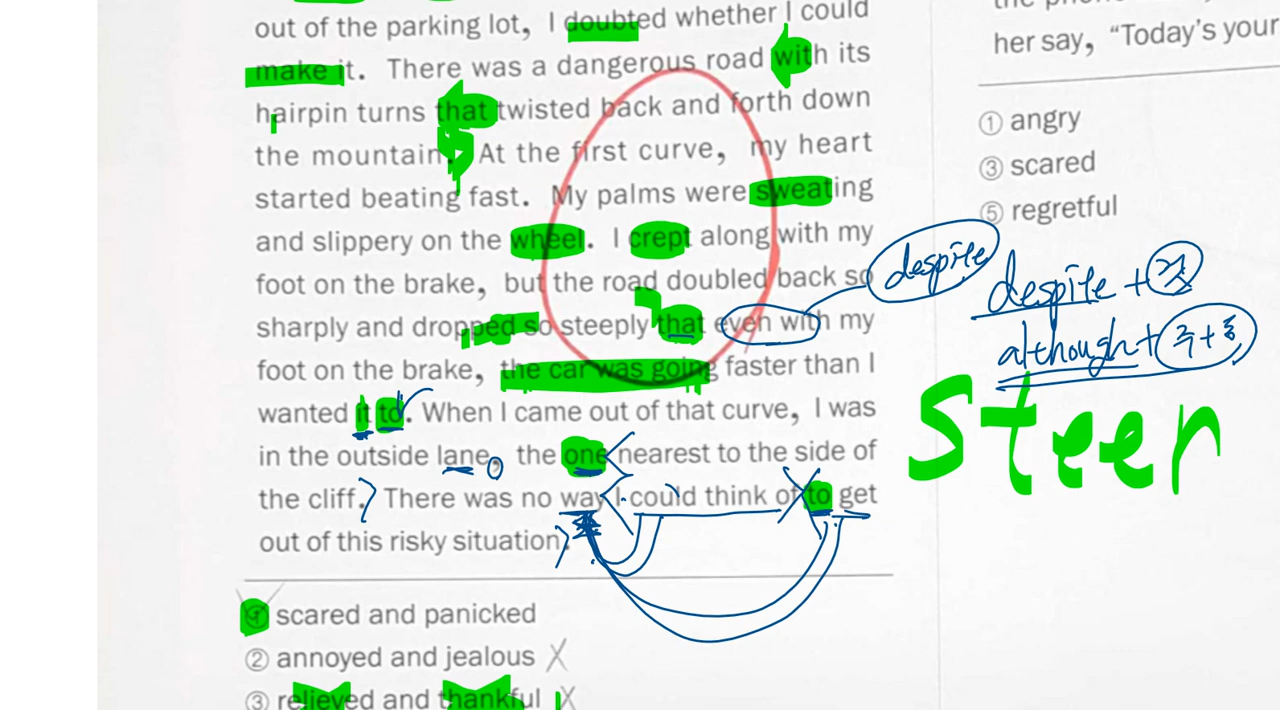 out of the parking lot, I doubted whether I could
make it. There was a dangerous road with its
hairpin turns that twisted back and forth down
the mountain. At the first curve, my heart
started beating fast. My palms were sweating
and slippery on the wheel. I crept along with my
foot on the brake, but the road doubled back so
sharply and dropped so steeply that even with my
foot on the brake, the car was going faster than I
wanted it to. When I came out of that curve, I was
in the outside lane, the one nearest to the side of
the cliff. There was no way I could think of to get
out of this risky situation.
① scared and panicked
② annoyed and jealous
③ relieved and thankful
her say, “Today's your
① angry
③ scared
⑤ regretful
despite
despite +
although + 주+동
steer